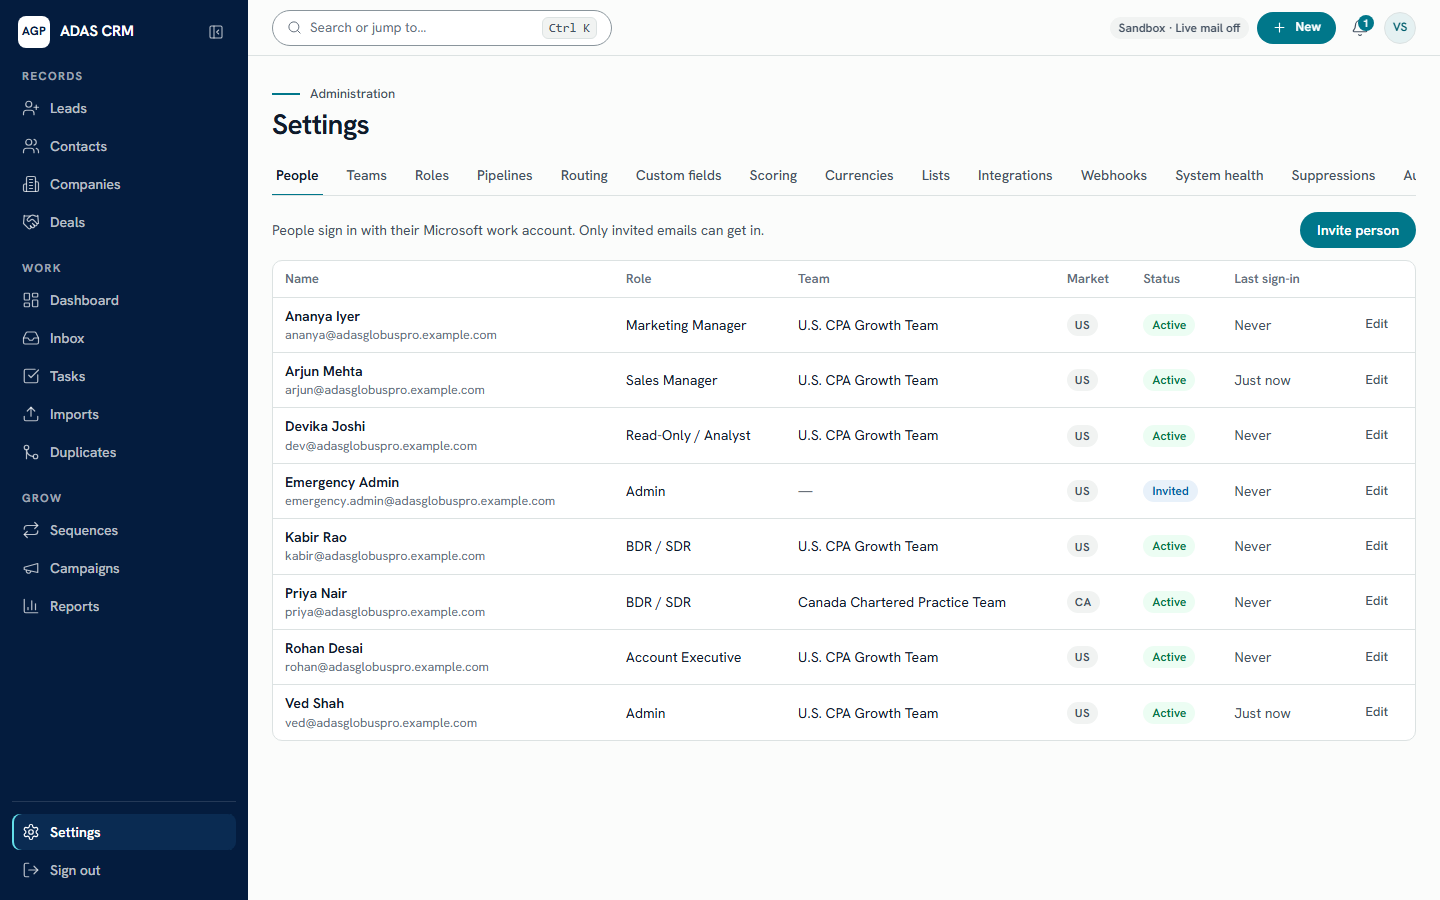 AGP ADAS CRM
RECORDS
Leads
Contacts
Companies
Deals
WORK
Dashboard
Inbox
Tasks
Imports
Duplicates
GROW
Sequences
Campaigns
Reports
Settings
Sign out
Search or jump to... Ctrl K
Sandbox · Live mail off
New
1
VS
Administration
Settings
People Teams Roles Pipelines Routing Custom fields Scoring Currencies Lists Integrations Webhooks System health Suppressions Au
People sign in with their Microsoft work account. Only invited emails can get in.
Invite person
Name Role Team Market Status Last sign-in
Ananya Iyer
ananya@adasglobuspro.example.com
Marketing Manager U.S. CPA Growth Team US Active Never Edit
Arjun Mehta
arjun@adasglobuspro.example.com
Sales Manager U.S. CPA Growth Team US Active Just now Edit
Devika Joshi
dev@adasglobuspro.example.com
Read-Only / Analyst U.S. CPA Growth Team US Active Never Edit
Emergency Admin
emergency.admin@adasglobuspro.example.com
Admin — US Invited Never Edit
Kabir Rao
kabir@adasglobuspro.example.com
BDR / SDR U.S. CPA Growth Team US Active Never Edit
Priya Nair
priya@adasglobuspro.example.com
BDR / SDR Canada Chartered Practice Team CA Active Never Edit
Rohan Desai
rohan@adasglobuspro.example.com
Account Executive U.S. CPA Growth Team US Active Never Edit
Ved Shah
ved@adasglobuspro.example.com
Admin U.S. CPA Growth Team US Active Just now Edit